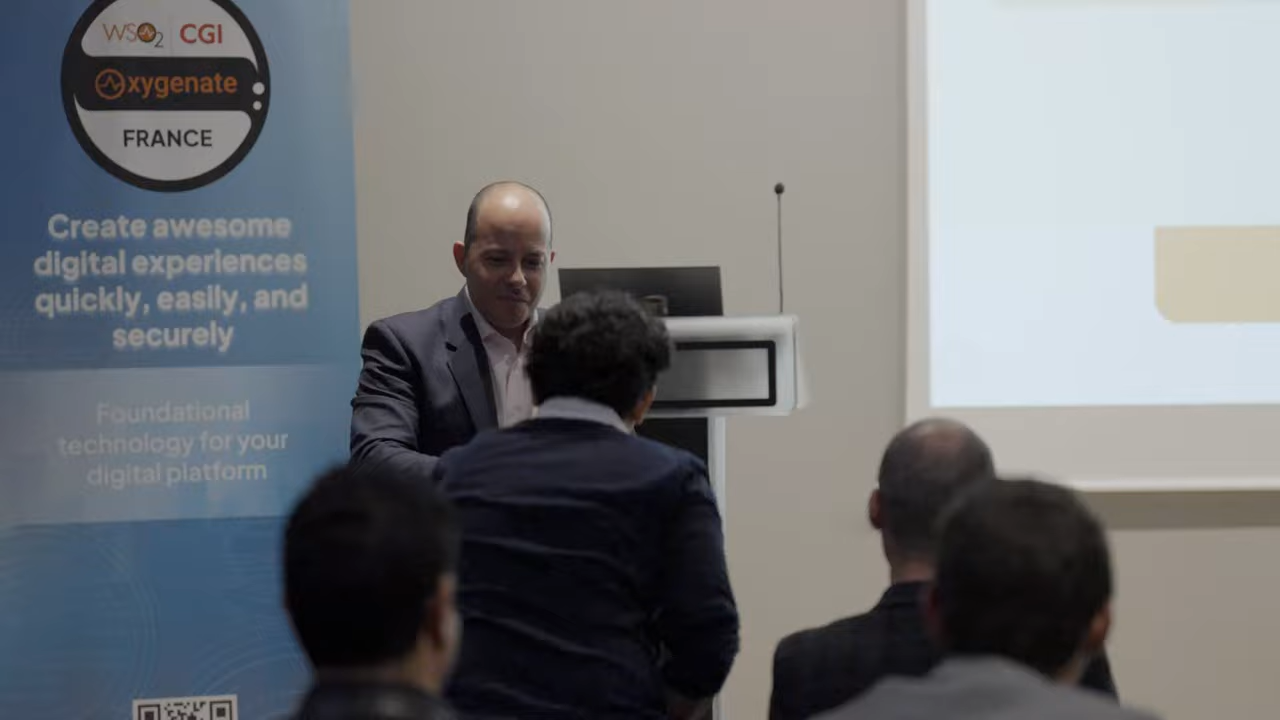 WSO2 CGI
Oxygenate
FRANCE
Create awesome
digital experiences
quickly, easily, and
securely
Foundational
technology for your
digital platform